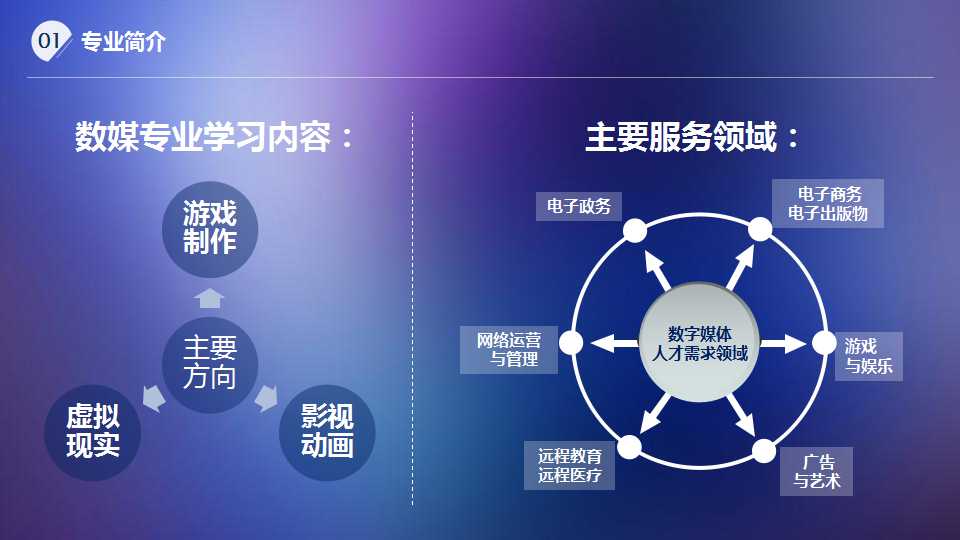 01 专业简介
数媒专业学习内容：
游戏
制作
主要
方向
虚拟
现实
影视
动画
主要服务领域：
电子政务
电子商务
电子出版物
网络运营
与管理
数字媒体
人才需求领域
游戏
与娱乐
远程教育
远程医疗
广告
与艺术